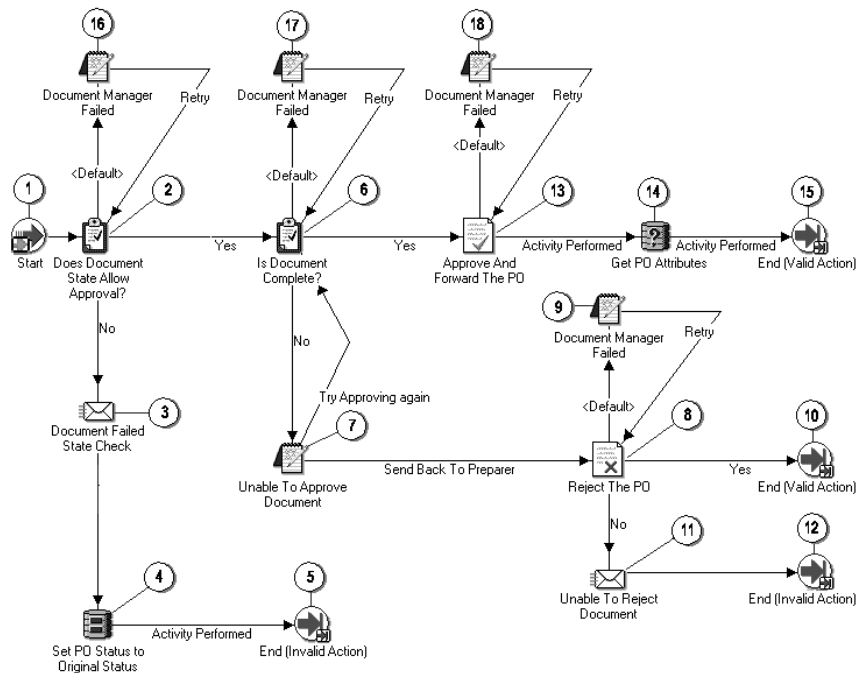 16
17
18
Document Manager
Failed
Document Manager
Failed
Document Manager
Failed
Retry
Retry
Retry
<Default>
<Default>
<Default>
1
2
6
13
14
15
Start
Does Document
State Allow
Approval?
Yes
Is Document
Complete?
Yes
Approve And
Forward The PO
Activity Performed
Get PO Attributes
Activity Performed
End (Valid Action)
No
No
9
Document Manager
Failed
Retry
Try Approving again
<Default>
3
Document Failed
State Check
7
Unable To Approve
Document
Send Back To Preparer
8
Reject The PO
Yes
10
End (Valid Action)
No
11
Unable To Reject
Document
12
End (Invalid Action)
4
Set PO Status to
Original Status
Activity Performed
5
End (Invalid Action)